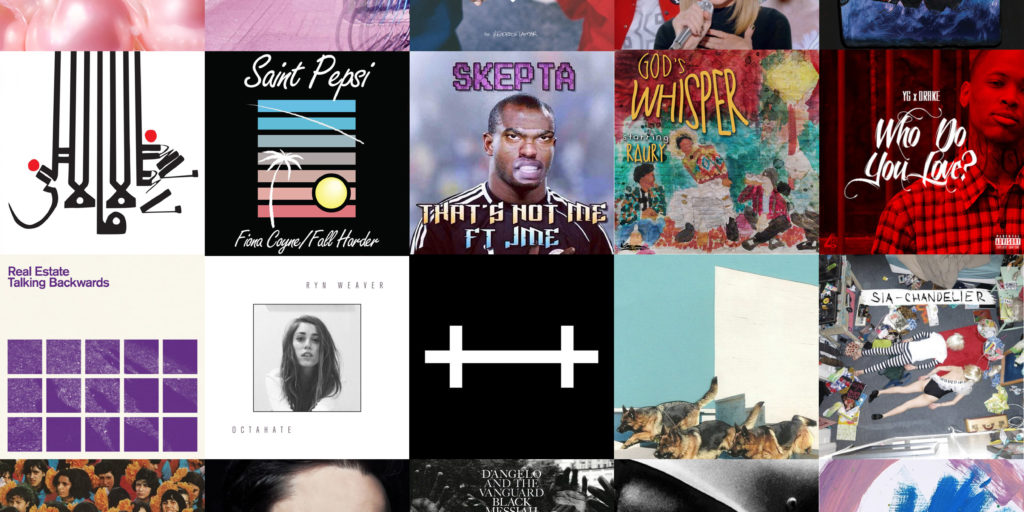 Saint Pepsi
Fiona Coyne/Fall Harder
SKEPTA
THAT'S NOT ME
FT JME
GOD'S
WHISPER
starring
RAURY
YG x DRAKE
Who Do
You Love?
PARENTAL
ADVISORY
EXPLICIT CONTENT
Real Estate
Talking Backwards
RYN WEAVER
OCTAHATE
SIA-CHANDELIER
D'ANGELO
AND THE
VANGUARD
BLACK
MESSIAH